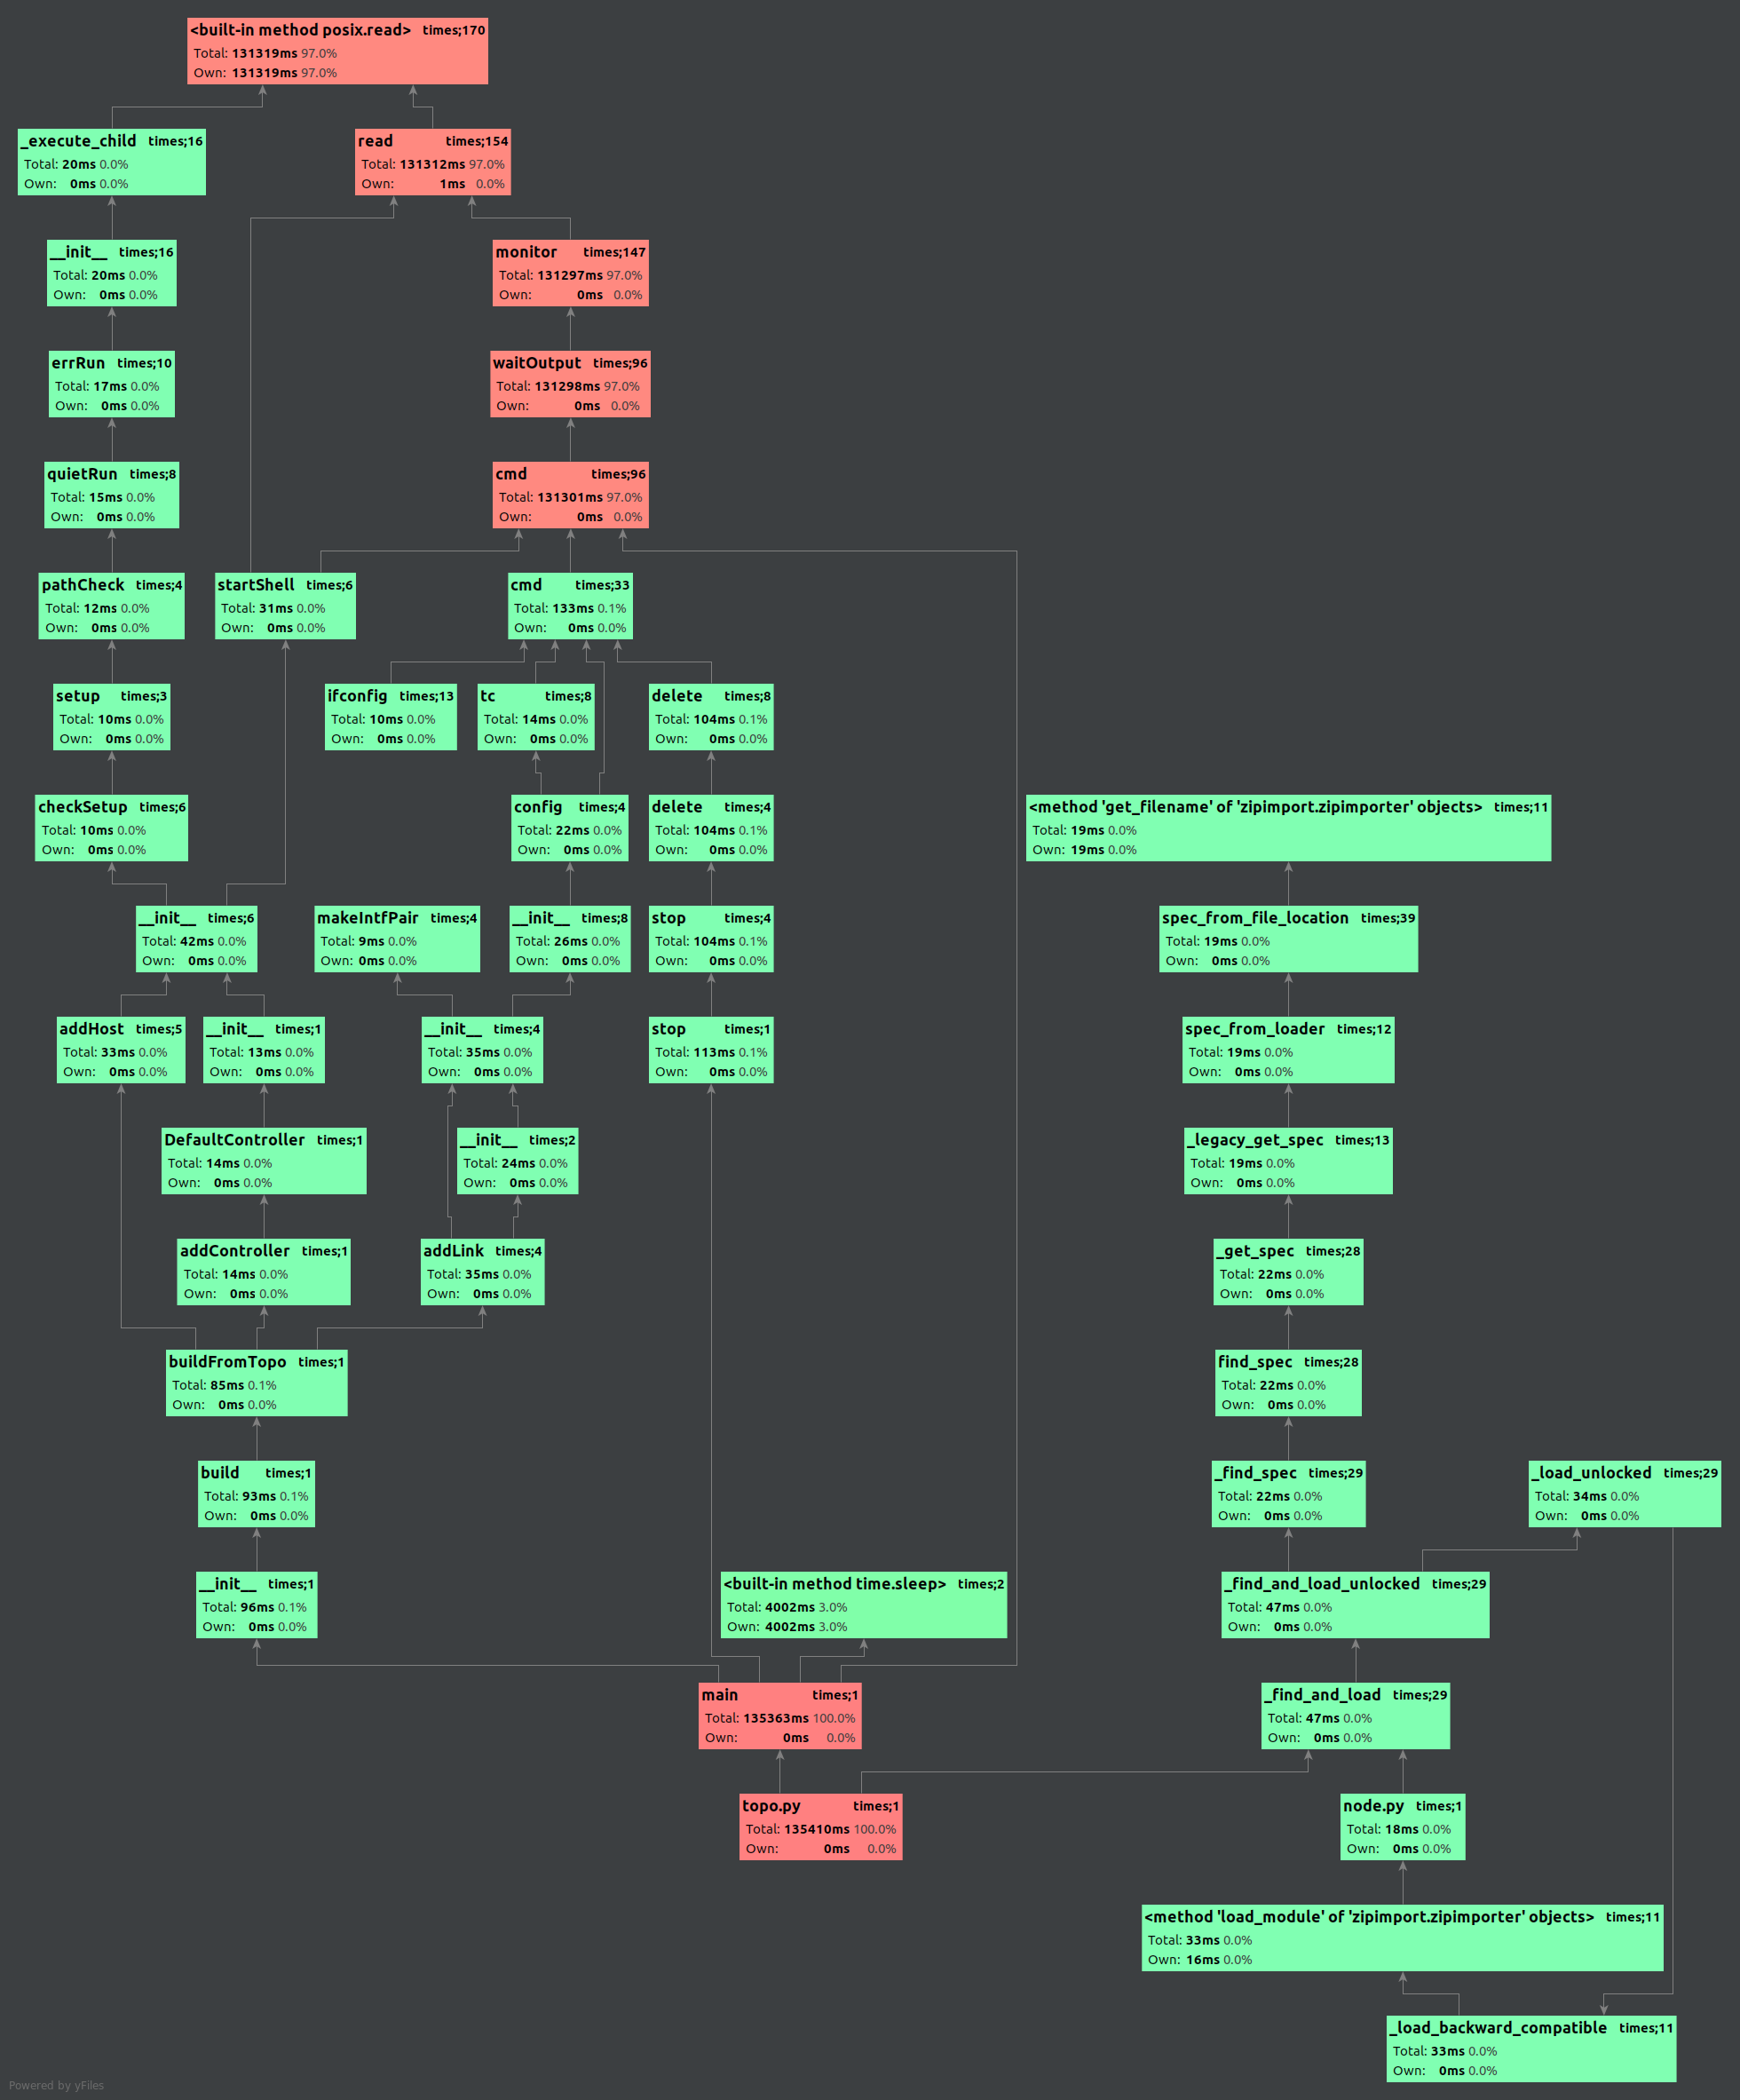 <built-in method posix.read> times;170
Total: 131319ms 97.0%
Own: 131319ms 97.0%
_execute_child times;16
Total: 20ms 0.0%
Own: 0ms 0.0%
read times;154
Total: 131312ms 97.0%
Own: 1ms 0.0%
__init__ times;16
Total: 20ms 0.0%
Own: 0ms 0.0%
monitor times;147
Total: 131297ms 97.0%
Own: 0ms 0.0%
errRun times;10
Total: 17ms 0.0%
Own: 0ms 0.0%
waitOutput times;96
Total: 131298ms 97.0%
Own: 0ms 0.0%
quietRun times;8
Total: 15ms 0.0%
Own: 0ms 0.0%
cmd times;96
Total: 131301ms 97.0%
Own: 0ms 0.0%
pathCheck times;4
Total: 12ms 0.0%
Own: 0ms 0.0%
startShell times;6
Total: 31ms 0.0%
Own: 0ms 0.0%
cmd times;33
Total: 133ms 0.1%
Own: 0ms 0.0%
setup times;3
Total: 10ms 0.0%
Own: 0ms 0.0%
ifconfig times;13
Total: 10ms 0.0%
Own: 0ms 0.0%
tc times;8
Total: 14ms 0.0%
Own: 0ms 0.0%
delete times;8
Total: 104ms 0.1%
Own: 0ms 0.0%
checkSetup times;6
Total: 10ms 0.0%
Own: 0ms 0.0%
config times;4
Total: 22ms 0.0%
Own: 0ms 0.0%
delete times;4
Total: 104ms 0.1%
Own: 0ms 0.0%
<method 'get_filename' of 'zipimport.zipimporter' objects> times;11
Total: 19ms 0.0%
Own: 19ms 0.0%
__init__ times;6
Total: 42ms 0.0%
Own: 0ms 0.0%
makeIntfPair times;4
Total: 9ms 0.0%
Own: 0ms 0.0%
__init__ times;8
Total: 26ms 0.0%
Own: 0ms 0.0%
stop times;4
Total: 104ms 0.1%
Own: 0ms 0.0%
spec_from_file_location times;39
Total: 19ms 0.0%
Own: 0ms 0.0%
addHost times;5
Total: 33ms 0.0%
Own: 0ms 0.0%
__init__ times;1
Total: 13ms 0.0%
Own: 0ms 0.0%
__init__ times;4
Total: 35ms 0.0%
Own: 0ms 0.0%
stop times;1
Total: 113ms 0.1%
Own: 0ms 0.0%
spec_from_loader times;12
Total: 19ms 0.0%
Own: 0ms 0.0%
DefaultController times;1
Total: 14ms 0.0%
Own: 0ms 0.0%
__init__ times;2
Total: 24ms 0.0%
Own: 0ms 0.0%
_legacy_get_spec times;13
Total: 19ms 0.0%
Own: 0ms 0.0%
addController times;1
Total: 14ms 0.0%
Own: 0ms 0.0%
addLink times;4
Total: 35ms 0.0%
Own: 0ms 0.0%
_get_spec times;28
Total: 22ms 0.0%
Own: 0ms 0.0%
buildFromTopo times;1
Total: 85ms 0.1%
Own: 0ms 0.0%
find_spec times;28
Total: 22ms 0.0%
Own: 0ms 0.0%
build times;1
Total: 93ms 0.1%
Own: 0ms 0.0%
_find_spec times;29
Total: 22ms 0.0%
Own: 0ms 0.0%
_load_unlocked times;29
Total: 34ms 0.0%
Own: 0ms 0.0%
__init__ times;1
Total: 96ms 0.1%
Own: 0ms 0.0%
<built-in method time.sleep> times;2
Total: 4002ms 3.0%
Own: 4002ms 3.0%
_find_and_load_unlocked times;29
Total: 47ms 0.0%
Own: 0ms 0.0%
main times;1
Total: 135363ms 100.0%
Own: 0ms 0.0%
_find_and_load times;29
Total: 47ms 0.0%
Own: 0ms 0.0%
topo.py times;1
Total: 135410ms 100.0%
Own: 0ms 0.0%
node.py times;1
Total: 18ms 0.0%
Own: 0ms 0.0%
<method 'load_module' of 'zipimport.zipimporter' objects> times;11
Total: 33ms 0.0%
Own: 16ms 0.0%
_load_backward_compatible times;11
Total: 33ms 0.0%
Own: 0ms 0.0%
Powered by yFiles